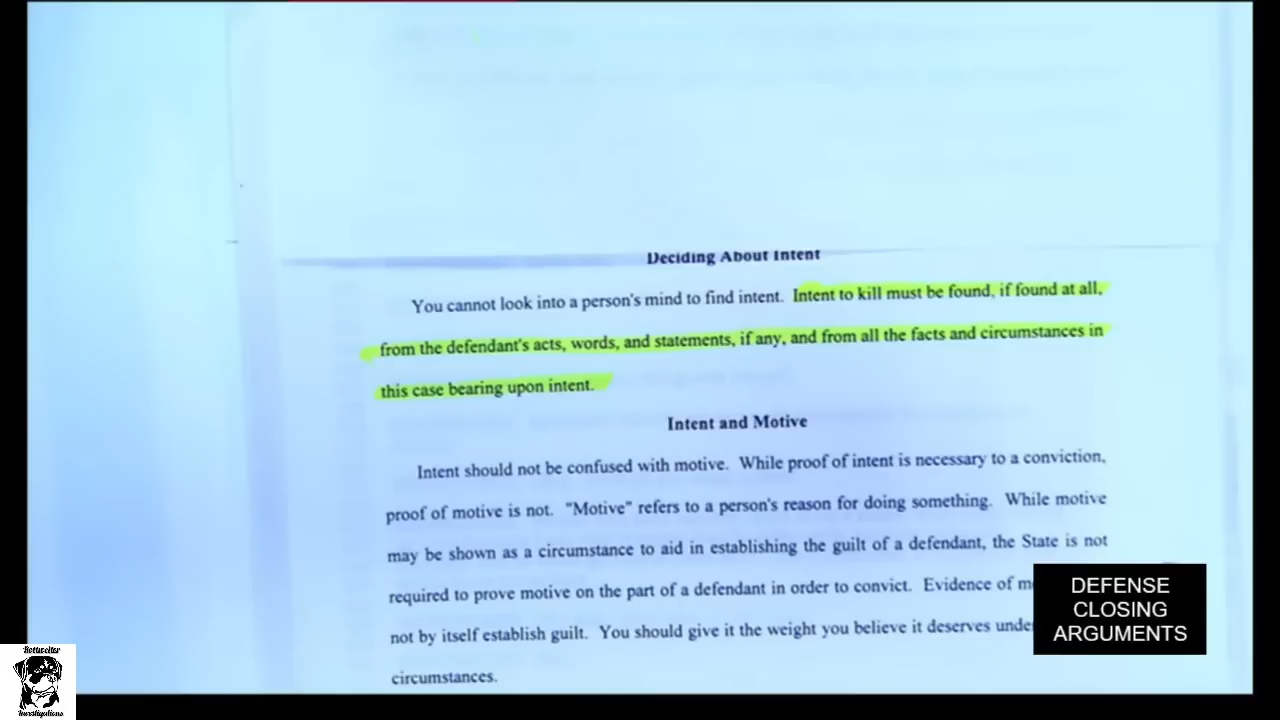 Deciding About Intent
You cannot look into a person's mind to find intent. Intent to kill must be found, if found at all,
from the defendant's acts, words, and statements, if any, and from all the facts and circumstances in
this case bearing upon intent.
Intent and Motive
Intent should not be confused with motive. While proof of intent is necessary to a conviction,
proof of motive is not. "Motive" refers to a person's reason for doing something. While motive
may be shown as a circumstance to aid in establishing the guilt of a defendant, the State is not
required to prove motive on the part of a defendant in order to convict. Evidence of
not by itself establish guilt. You should give it the weight you believe it deserves
circumstances.
DEFENSE
CLOSING
ARGUMENTS
Rottweiler
Investigations